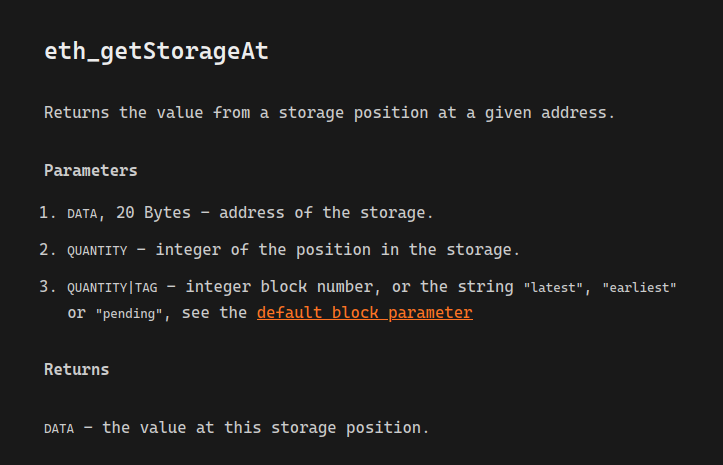 eth_getStorageAt
Returns the value from a storage position at a given address.
Parameters
1. DATA, 20 Bytes – address of the storage.
2. QUANTITY – integer of the position in the storage.
3. QUANTITY|TAG – integer block number, or the string "latest", "earliest"
or "pending", see the default block parameter
Returns
DATA – the value at this storage position.